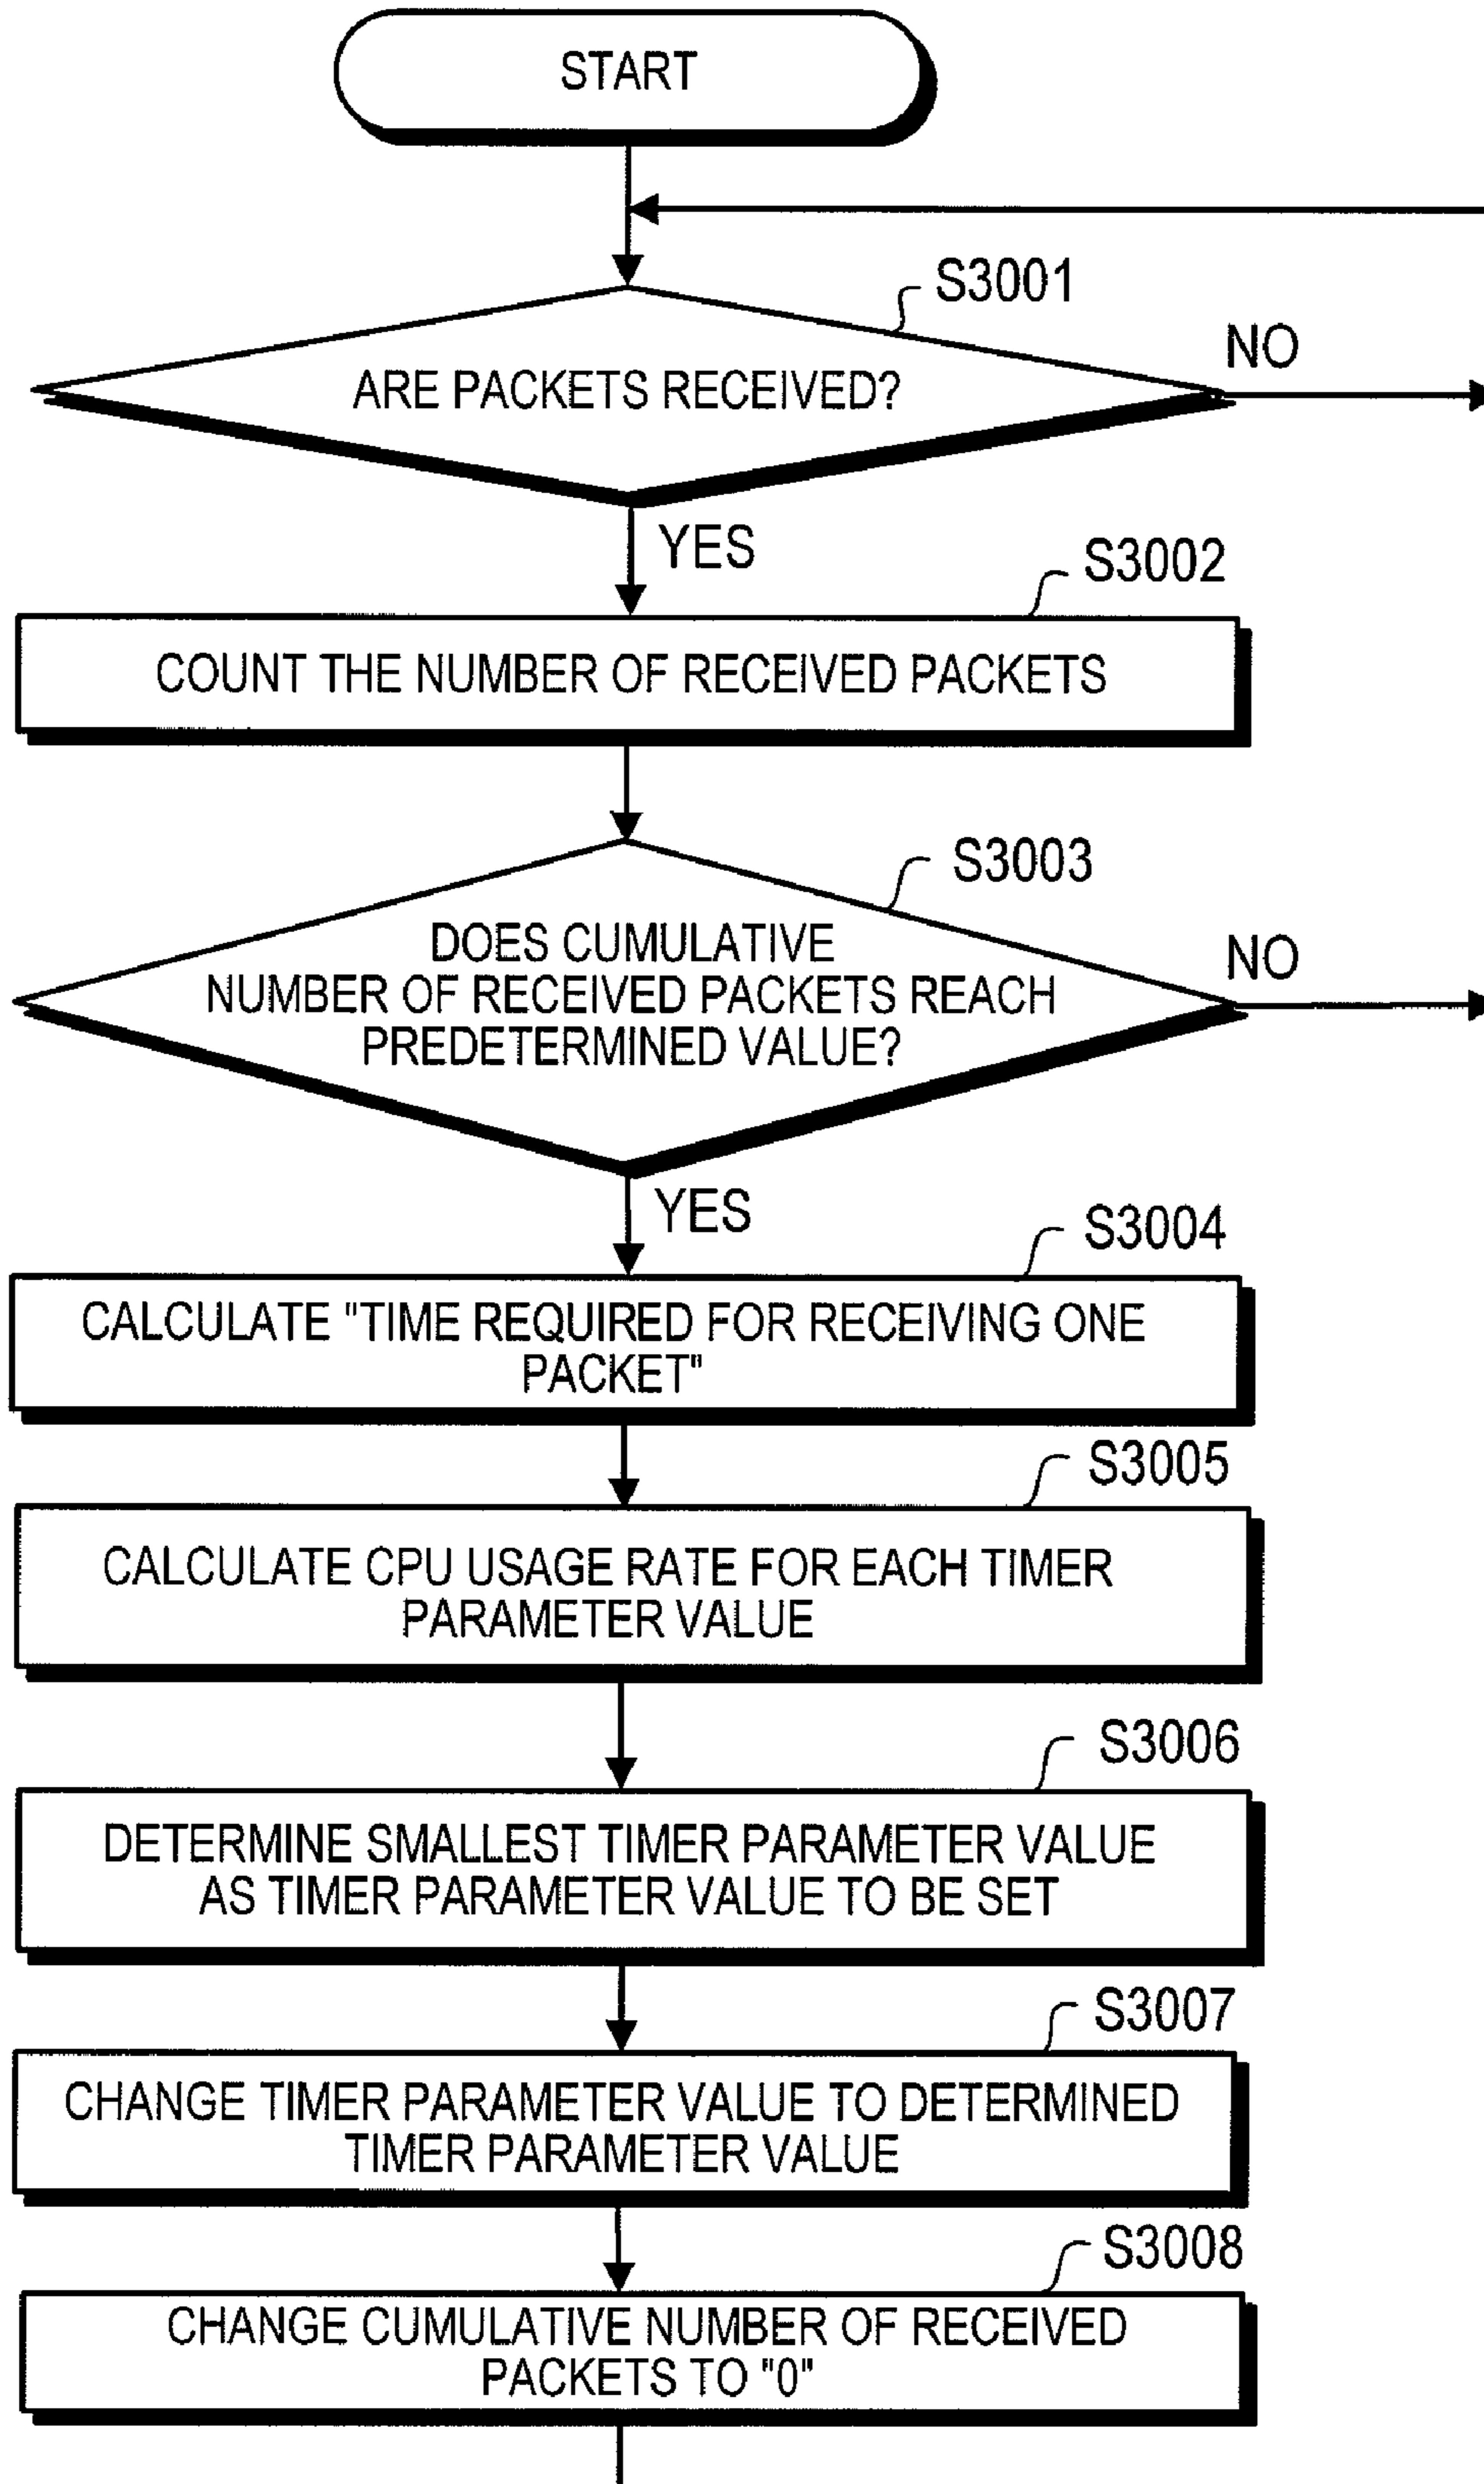 START
S3001
NO
ARE PACKETS RECEIVED?
YES
S3002
COUNT THE NUMBER OF RECEIVED PACKETS
S3003
NO
DOES CUMULATIVE
NUMBER OF RECEIVED PACKETS REACH
PREDETERMINED VALUE?
YES
S3004
CALCULATE "TIME REQUIRED FOR RECEIVING ONE
PACKET"
S3005
CALCULATE CPU USAGE RATE FOR EACH TIMER
PARAMETER VALUE
S3006
DETERMINE SMALLEST TIMER PARAMETER VALUE
AS TIMER PARAMETER VALUE TO BE SET
S3007
CHANGE TIMER PARAMETER VALUE TO DETERMINED
TIMER PARAMETER VALUE
S3008
CHANGE CUMULATIVE NUMBER OF RECEIVED
PACKETS TO "0"